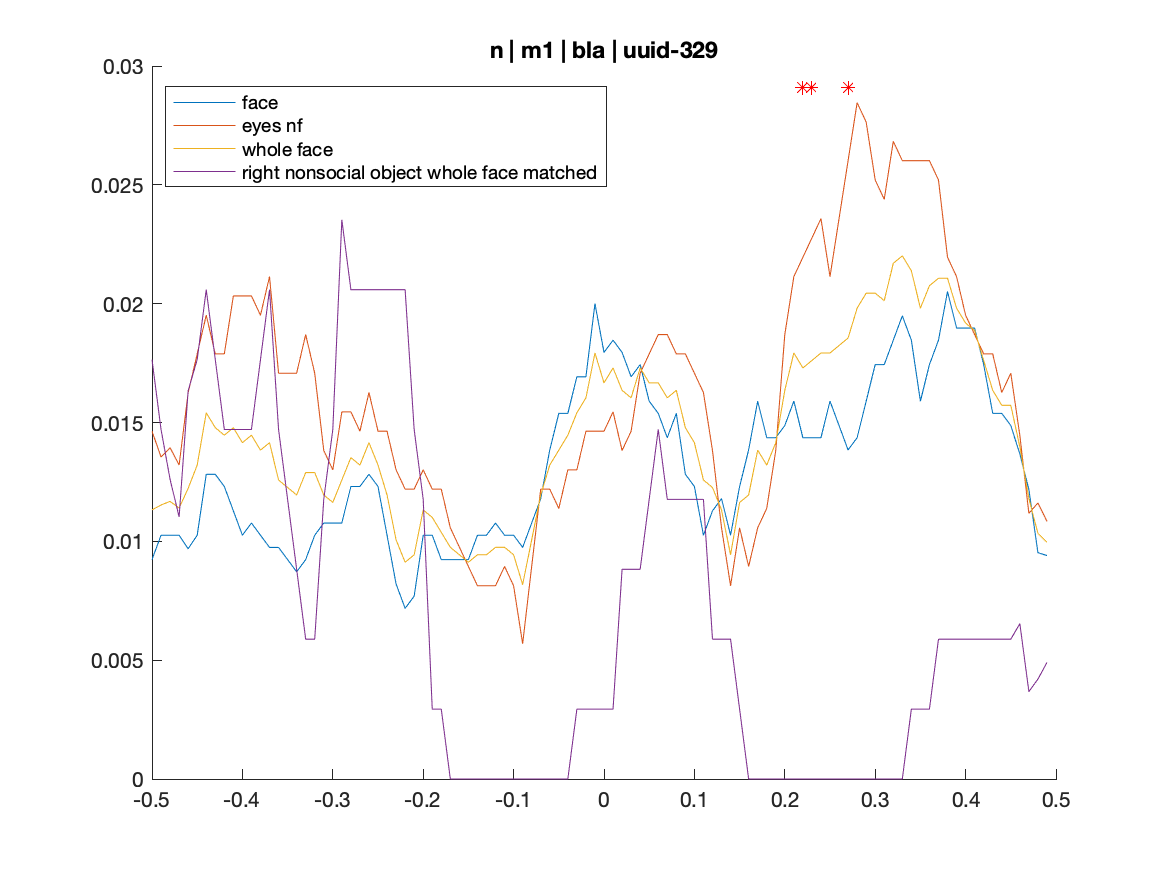 n | m1 | bla | uuid-329
0.03
0.025
0.02
0.015
0.01
0.005
0
face
eyes nf
whole face
right nonsocial object whole face matched
-0.5 -0.4 -0.3 -0.2 -0.1 0 0.1 0.2 0.3 0.4 0.5